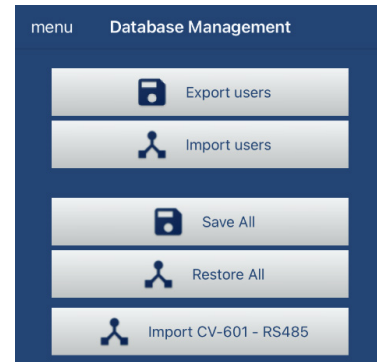 menu Database Management
Export users
Import users
Save All
Restore All
Import CV-601 - RS485